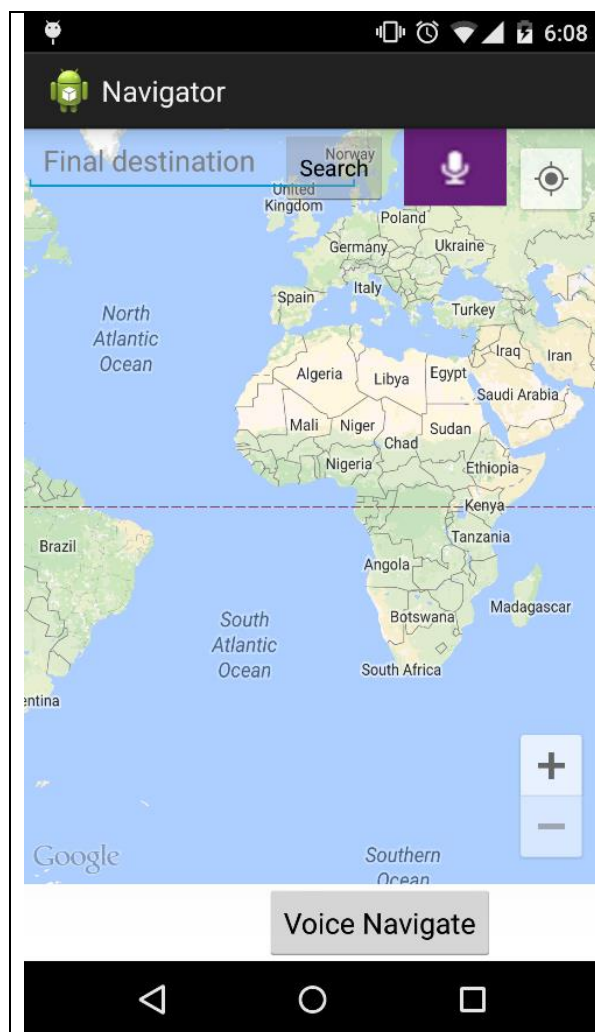 6:08
Navigator
Final destination
Search
Norway
United
Kingdom
Poland
Germany
Ukraine
Italy
Spain
Turkey
North
Atlantic
Ocean
Iraq
Iran
Algeria
Libya
Egypt
Saudi Arabia
Mali
Niger
Sudan
Chad
Nigeria
Ethiopia
Kenya
Brazil
Tanzania
Angola
Madagascar
South
Atlantic
Ocean
Botswana
South Africa
entina
Google
Southern
Ocean
Voice Navigate